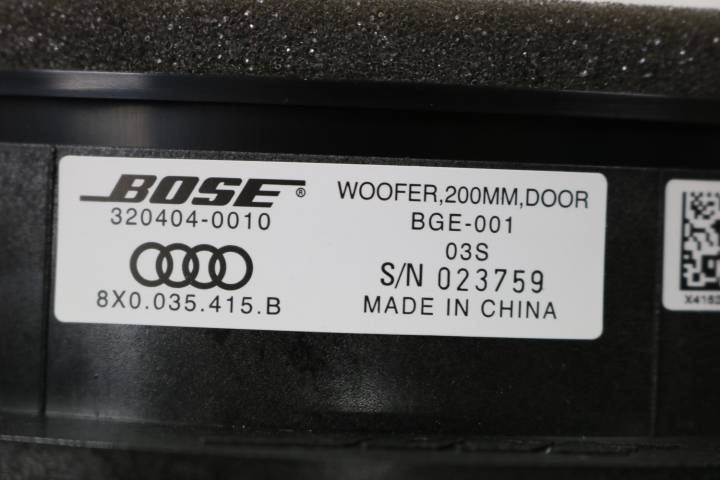 BOSE®
320404-0010
8X0.035.415.B
WOOFER,200MM,DOOR
BGE-001
03S
S/N 023759
MADE IN CHINA